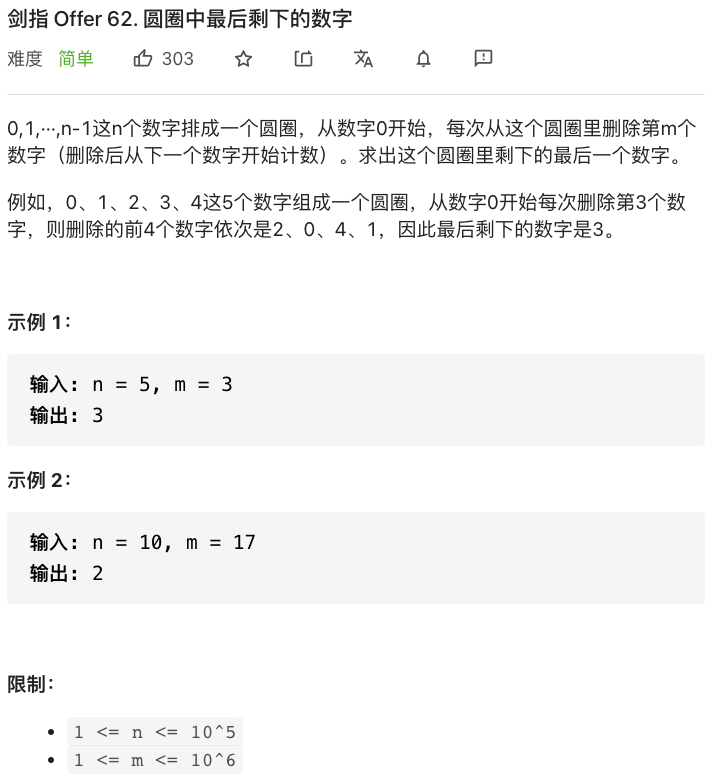 剑指 Offer 62. 圆圈中最后剩下的数字
难度 简单 303
0,1,···,n-1这n个数字排成一个圆圈，从数字0开始，每次从这个圆圈里删除第m个
数字（删除后从下一个数字开始计数）。求出这个圆圈里剩下的最后一个数字。
例如，0、1、2、3、4这5个数字组成一个圆圈，从数字0开始每次删除第3个数
字，则删除的前4个数字依次是2、0、4、1，因此最后剩下的数字是3。
示例 1：
输入: n = 5, m = 3
输出: 3
示例 2：
输入: n = 10, m = 17
输出: 2
限制：
1 <= n <= 10^5
1 <= m <= 10^6